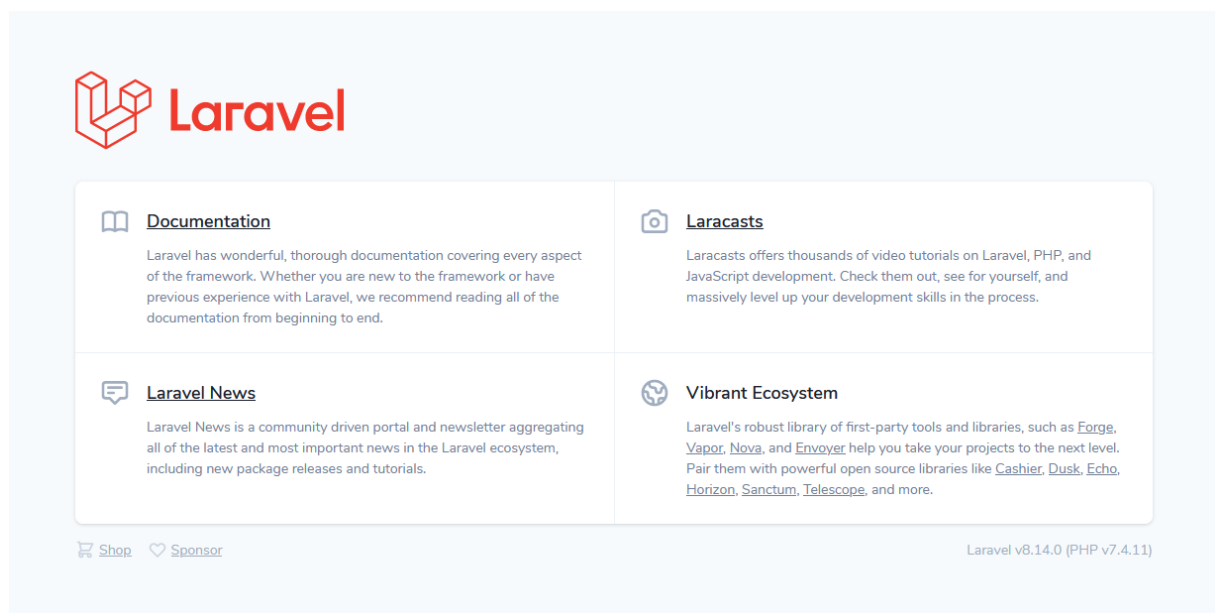 Laravel
Documentation
Laravel has wonderful, thorough documentation covering every aspect
of the framework. Whether you are new to the framework or have
previous experience with Laravel, we recommend reading all of the
documentation from beginning to end.
Laracasts
Laracasts offers thousands of video tutorials on Laravel, PHP, and
JavaScript development. Check them out, see for yourself, and
massively level up your development skills in the process.
Laravel News
Laravel News is a community driven portal and newsletter aggregating
all of the latest and most important news in the Laravel ecosystem,
including new package releases and tutorials.
Vibrant Ecosystem
Laravel's robust library of first-party tools and libraries, such as Forge,
Vapor, Nova, and Envoyer help you take your projects to the next level.
Pair them with powerful open source libraries like Cashier, Dusk, Echo,
Horizon, Sanctum, Telescope, and more.
Shop Sponsor
Laravel v8.14.0 (PHP v7.4.11)